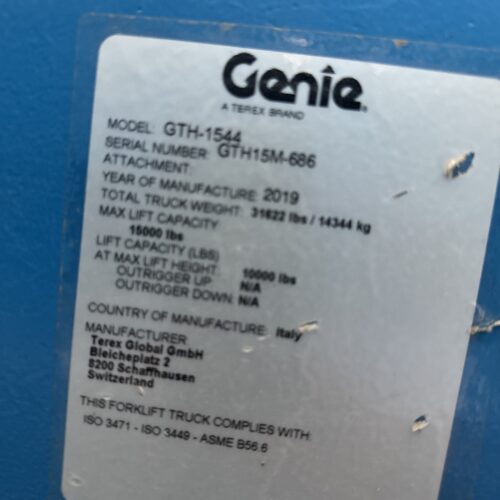 Genie
A TEREX BRAND
MODEL: GTH-1544
SERIAL NUMBER: GTH15M-686
ATTACHMENT:
YEAR OF MANUFACTURE: 2019
TOTAL TRUCK WEIGHT: 31622 lbs / 14344 kg
MAX LIFT CAPACITY
15000 lbs
LIFT CAPACITY (LBS)
AT MAX LIFT HEIGHT: 10000 lbs
OUTRIGGER UP: N/A
OUTRIGGER DOWN: N/A
COUNTRY OF MANUFACTURE: Italy
MANUFACTURER
Terex Global GmbH
Bleicheplatz 2
8200 Schaffhausen
Switzerland
THIS FORKLIFT TRUCK COMPLIES WITH:
ISO 3471 - ISO 3449 - ASME B56.6